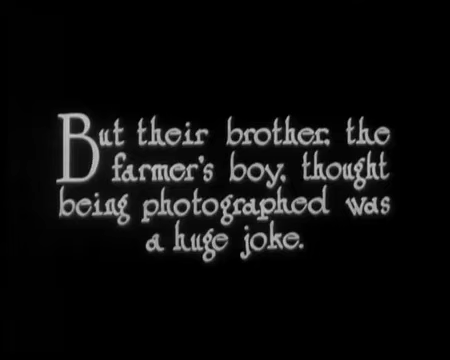 But their brother, the
farmer's boy, thought
being photographed was
a huge joke.